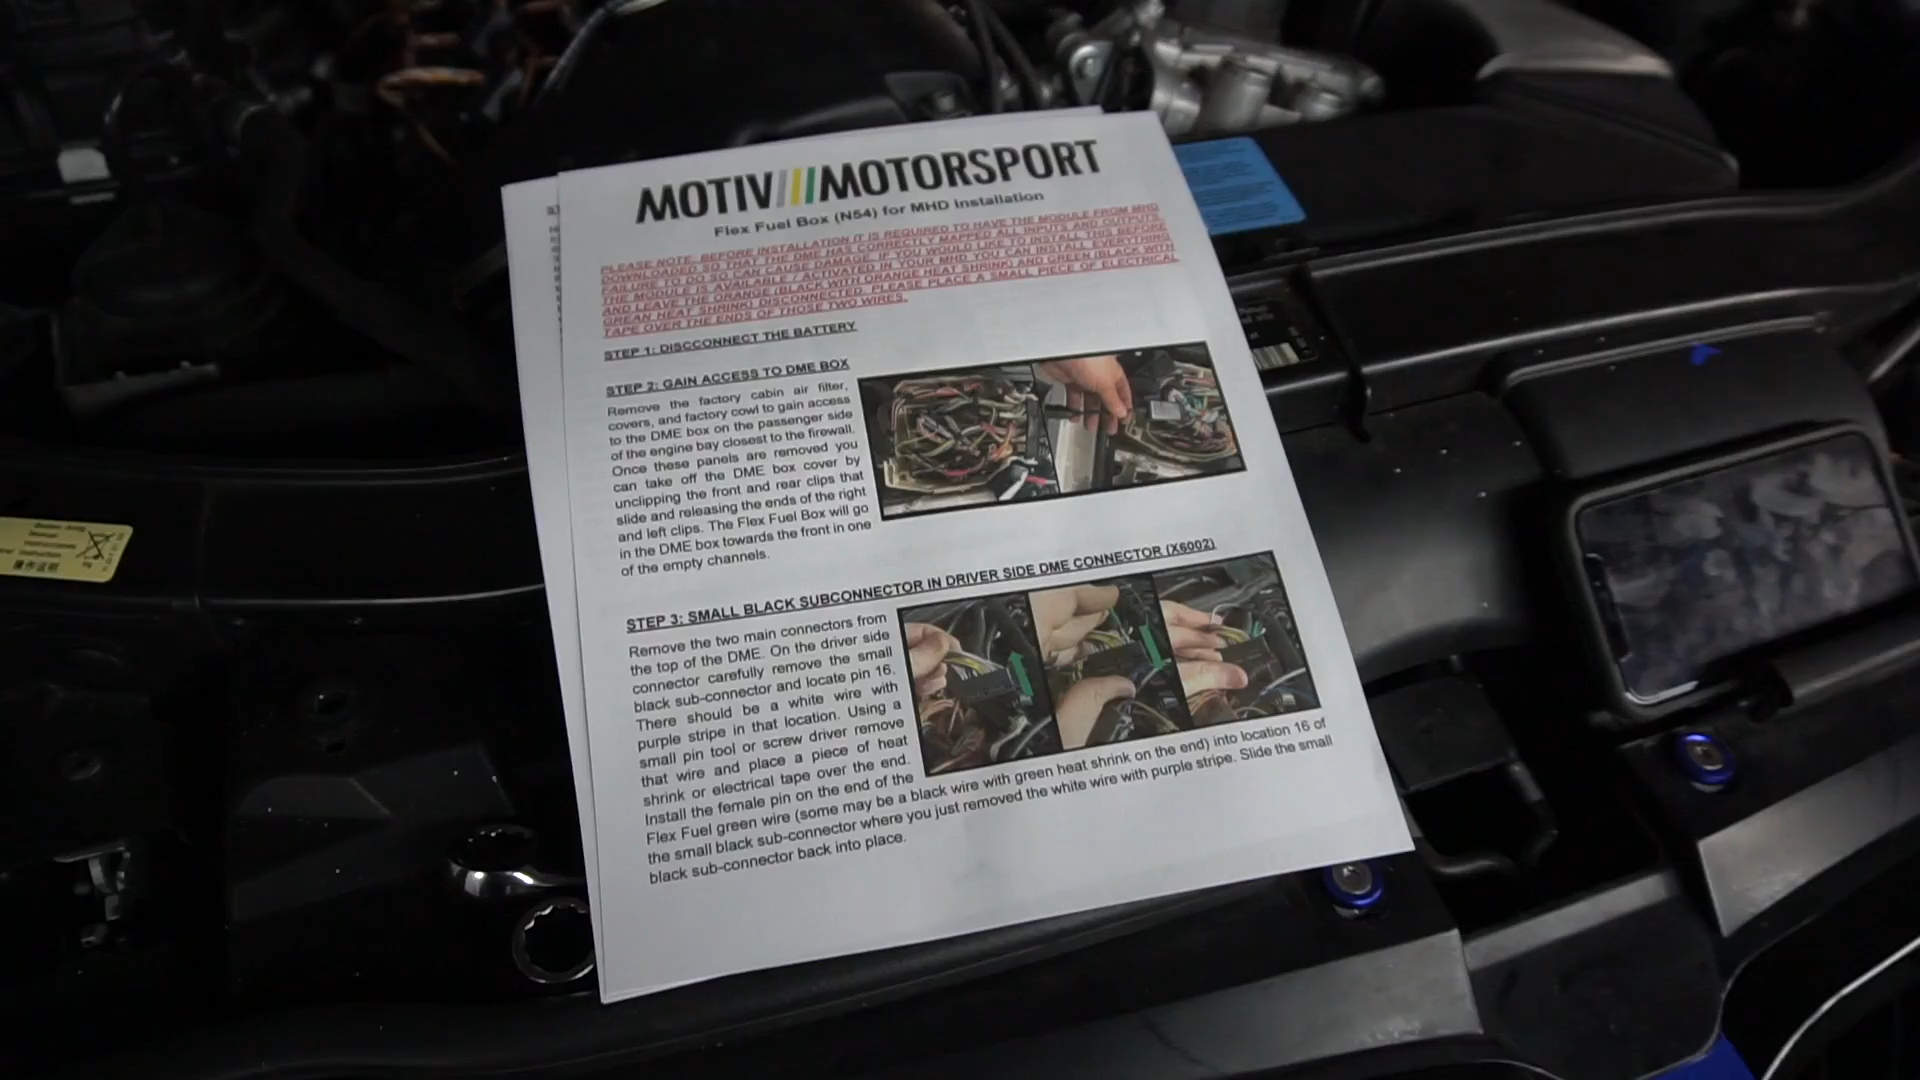 MOTIV MOTORSPORT
Flex Fuel Box (N54) for MHD Installation
PLEASE NOTE, BEFORE INSTALLATION IT IS REQUIRED TO HAVE THE MODULE FROM MHD
DOWNLOADED SO THAT THE DME HAS CORRECTLY MAPPED ALL INPUTS AND OUTPUTS.
FAILURE TO DO SO CAN CAUSE DAMAGE. IF YOU WOULD LIKE TO INSTALL THIS BEFORE
THE MODULE IS AVAILABLE / ACTIVATED IN YOUR MHD YOU CAN INSTALL EVERYTHING
AND LEAVE THE ORANGE (BLACK WITH ORANGE HEAT SHRINK) AND GREEN (BLACK WITH
GREAN HEAT SHRINK) DISCONNECTED. PLEASE PLACE A SMALL PIECE OF ELECTRICAL
TAPE OVER THE ENDS OF THOSE TWO WIRES.
STEP 1: DISCCONNECT THE BATTERY
STEP 2: GAIN ACCESS TO DME BOX
Remove the factory cabin air filter,
covers, and factory cowl to gain access
to the DME box on the passenger side
of the engine bay closest to the firewall.
Once these panels are removed you
can take off the DME box cover by
unclipping the front and rear clips that
slide and releasing the ends of the right
and left clips. The Flex Fuel Box will go
in the DME box towards the front in one
of the empty channels.
STEP 3: SMALL BLACK SUBCONNECTOR IN DRIVER SIDE DME CONNECTOR (X6002)
Remove the two main connectors from
the top of the DME. On the driver side
connector carefully remove the small
black sub-connector and locate pin 16.
There should be a white wire with
purple stripe in that location. Using a
small pin tool or screw driver remove
that wire and place a piece of heat
shrink or electrical tape over the end.
Install the female pin on the end of the
Flex Fuel green wire (some may be a black wire with green heat shrink on the end) into location 16 of
the small black sub-connector where you just removed the white wire with purple stripe. Slide the small
black sub-connector back into place.